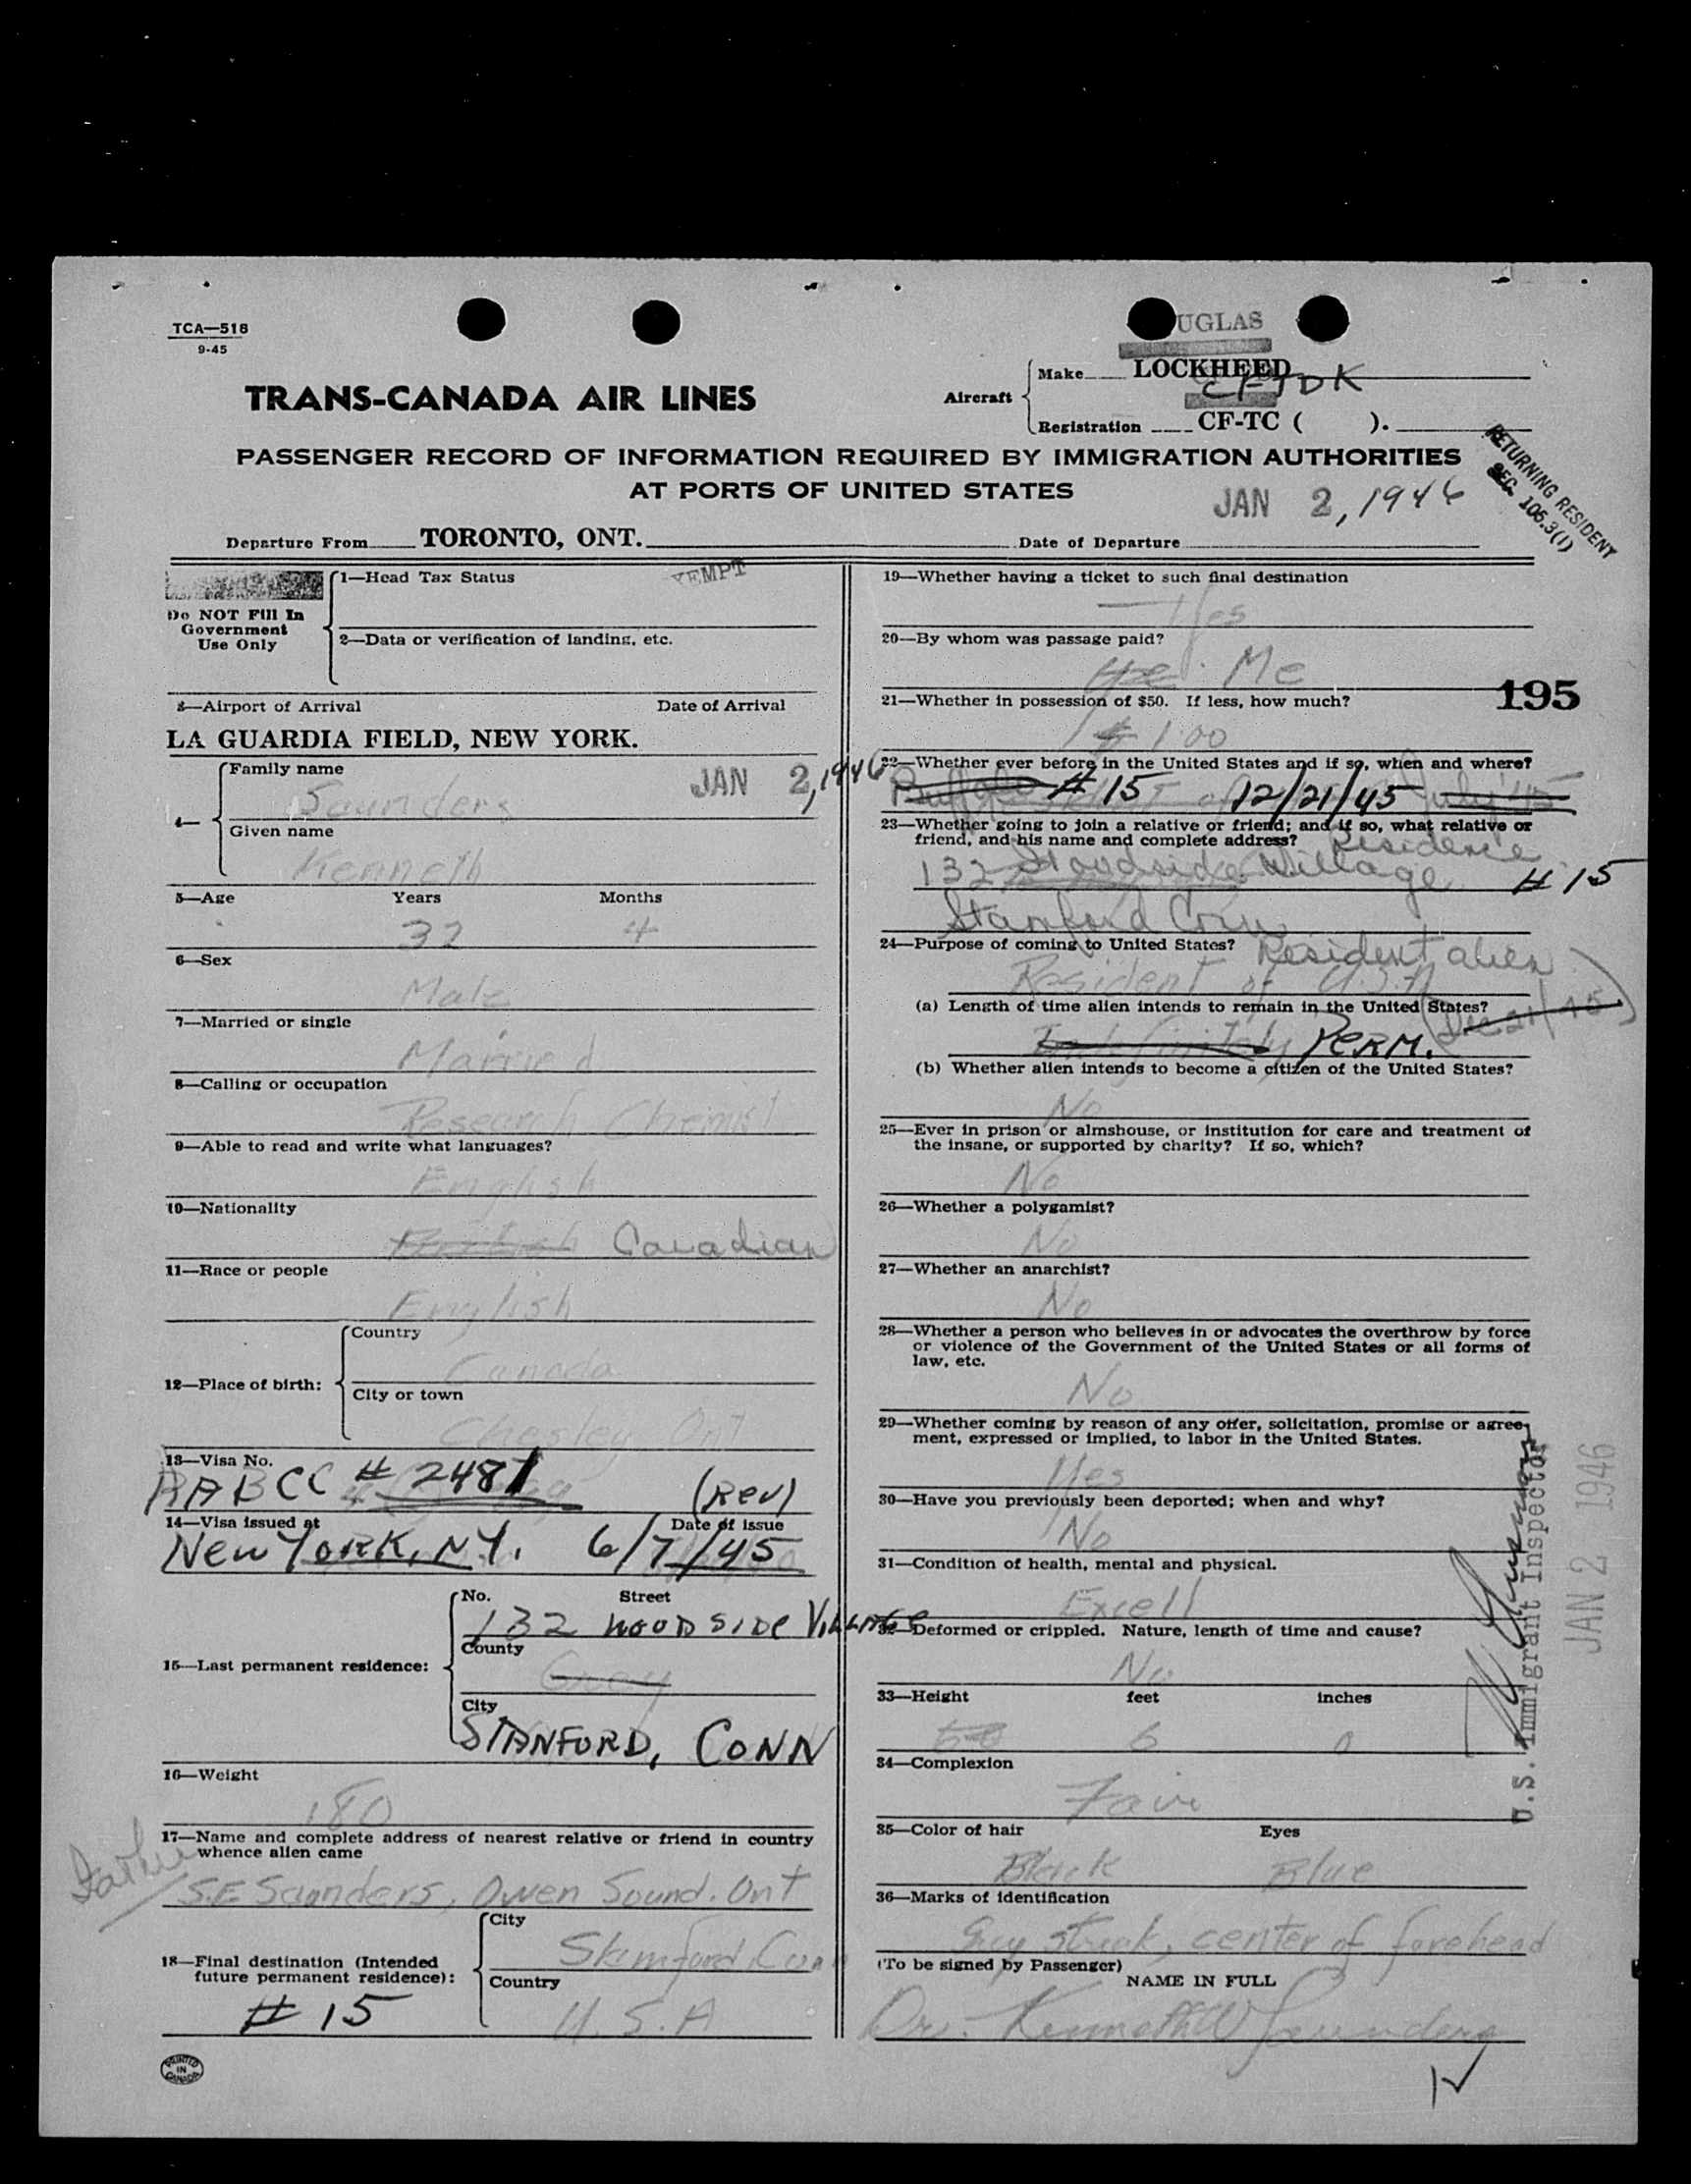 TCA—518
9-45
UGLAS
TRANS-CANADA AIR LINES
Aircraft
Make LOCKHEED
CF TDK
Registration CF-TC ( ).
RETURNING RESIDENT
SEC. 105.3(1)
PASSENGER RECORD OF INFORMATION REQUIRED BY IMMIGRATION AUTHORITIES
AT PORTS OF UNITED STATES
JAN 2, 1946
Departure From TORONTO, ONT. Date of Departure
Do NOT Fill In
Government
Use Only
1—Head Tax Status
XEMPT
2—Data or verification of landing, etc.
3—Airport of Arrival Date of Arrival
LA GUARDIA FIELD, NEW YORK.
JAN 2, 1946
4—
Family name
Saunders
Given name
Kenneth
5—Age Years Months
32 4
6—Sex
Male
7—Married or single
Married
8—Calling or occupation
Research Chemist
9—Able to read and write what languages?
English
10—Nationality
Canadian
11—Race or people
English
12—Place of birth:
Country
Canada
City or town
Chesley Ont
13—Visa No.
RABCC # 2481 (Rev)
14—Visa issued at Date of issue
New YORK, N.Y. 6/7/45
15—Last permanent residence:
No. Street
132 WOODSIDE VILLAGE
County
Grey
City
STANFORD, CONN
16—Weight
180
17—Name and complete address of nearest relative or friend in country
whence alien came
Father
S.E Saunders, Owen Sound. Ont
18—Final destination (Intended
future permanent residence):
# 15
City
Stamford Conn
Country
U.S.A
PRINTED
IN
CANADA
19—Whether having a ticket to such final destination
Yes
20—By whom was passage paid?
Me
21—Whether in possession of $50. If less, how much?
195
$ 100
22—Whether ever before in the United States and if so, when and where?
Buffalo # 15 12/21/45 July '45
23—Whether going to join a relative or friend; and if so, what relative or
friend, and his name and complete address?
Residence
132 Woodside Village # 15
Stanford Conn
24—Purpose of coming to United States? Resident alien
Resident of U.S.A
(a) Length of time alien intends to remain in the United States?
(Dec 21/45)
Indefinitely PERM.
(b) Whether alien intends to become a citizen of the United States?
No
25—Ever in prison or almshouse, or institution for care and treatment of
the insane, or supported by charity? If so, which?
No
26—Whether a polygamist?
No
27—Whether an anarchist?
No
28—Whether a person who believes in or advocates the overthrow by force
or violence of the Government of the United States or all forms of
law, etc.
No
29—Whether coming by reason of any offer, solicitation, promise or agree-
ment, expressed or implied, to labor in the United States.
Yes
30—Have you previously been deported; when and why?
No
31—Condition of health, mental and physical.
Excell
32—Deformed or crippled. Nature, length of time and cause?
No
33—Height feet inches
6 0
34—Complexion
Fair
35—Color of hair Eyes
Black Blue
36—Marks of identification
Grey streak, center of forehead
(To be signed by Passenger)
NAME IN FULL
Dr. Kenneth W Saunders
U.S. Immigrant Inspector
JAN 2 1946